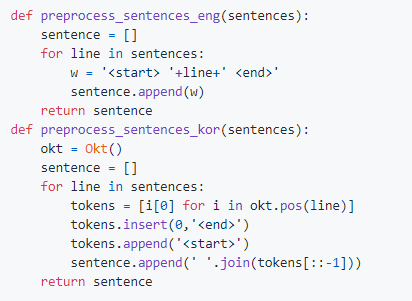 def preprocess_sentences_eng(sentences):
    sentence = []
    for line in sentences:
        w = '<start> '+line+' <end>'
        sentence.append(w)
    return sentence
def preprocess_sentences_kor(sentences):
    okt = Okt()
    sentence = []
    for line in sentences:
        tokens = [i[0] for i in okt.pos(line)]
        tokens.insert(0,'<end>')
        tokens.append('<start>')
        sentence.append(' '.join(tokens[::-1]))
    return sentence